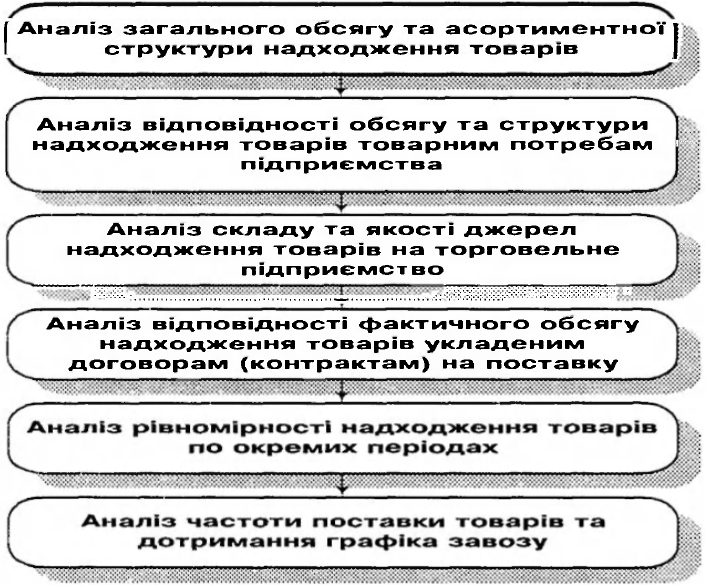 Аналіз загального обсягу та асортиментної
структури надходження товарів
Аналіз відповідності обсягу та структури
надходження товарів товарним потребам
підприємства
Аналіз складу та якості джерел
надходження товарів на торговельне
підприємство
Аналіз відповідності фактичного обсягу
надходження товарів укладеним
договорам (контрактам) на поставку
Аналіз рівномірності надходження товарів
по окремих періодах
Аналіз частоти поставки товарів та
дотримання графіка завозу